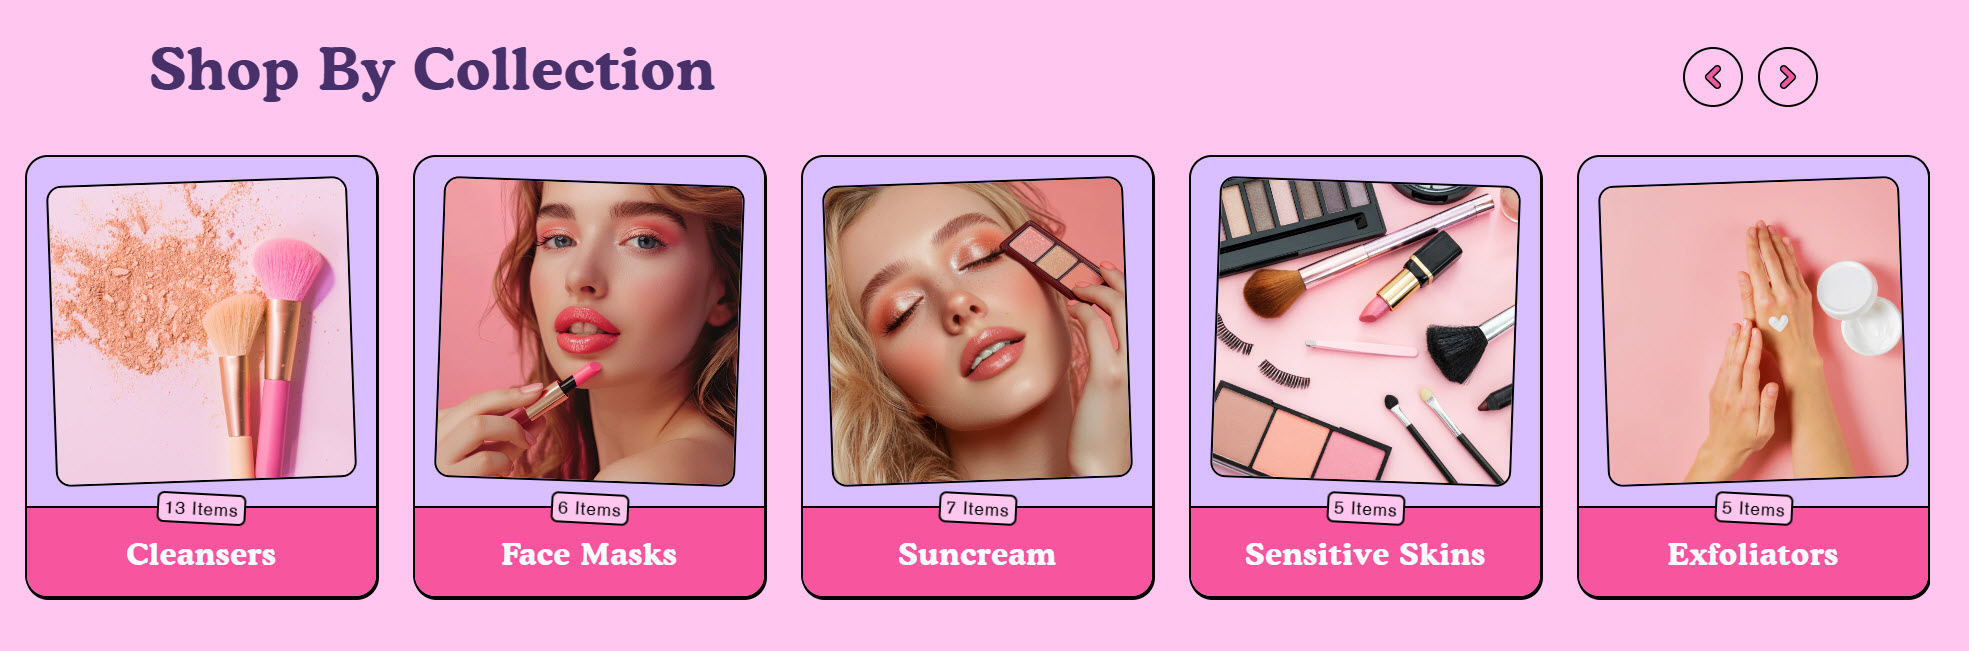 Shop By Collection
13 Items
Cleansers
6 Items
Face Masks
7 Items
Suncream
5 Items
Sensitive Skins
5 Items
Exfoliators